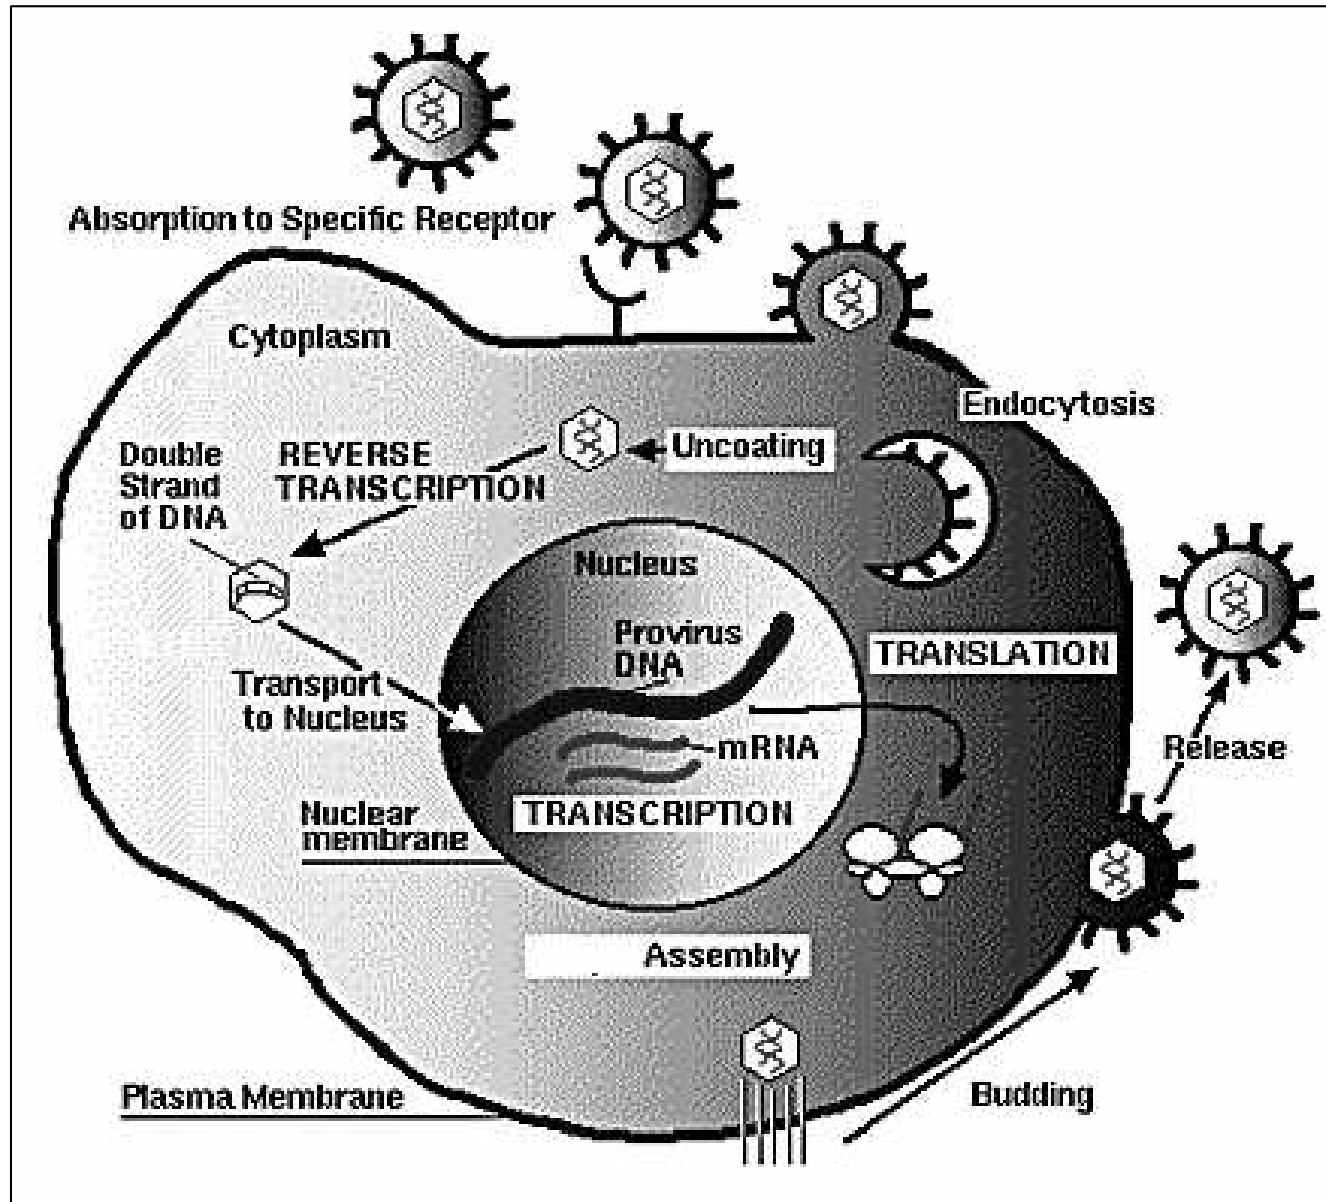 Absorption to Specific Receptor
Cytoplasm
Endocytosis
Uncoating
REVERSE
TRANSCRIPTION
Double
Strand
of DNA
Nucleus
Provirus
DNA
TRANSLATION
Transport
to Nucleus
mRNA
Release
TRANSCRIPTION
Nuclear
membrane
Assembly
Plasma Membrane
Budding